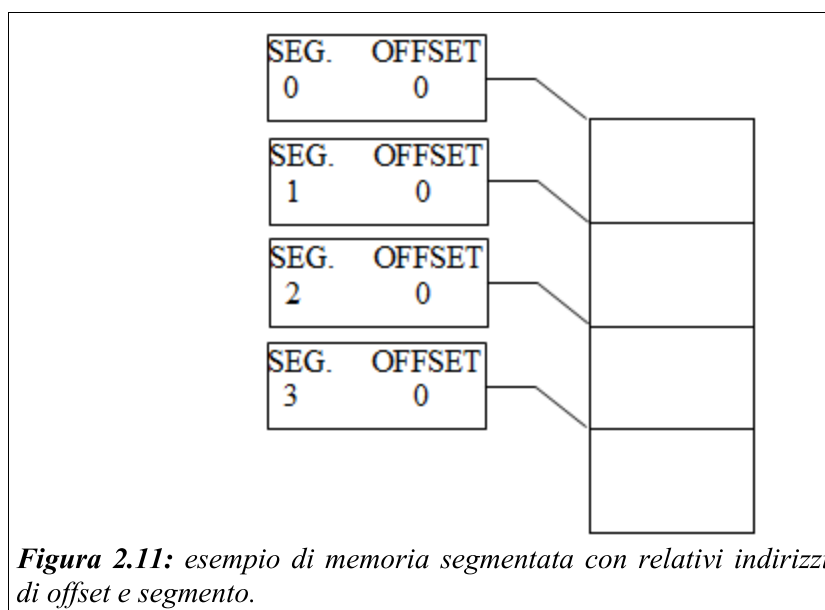 SEG. OFFSET
0 0
SEG. OFFSET
1 0
SEG. OFFSET
2 0
SEG. OFFSET
3 0
Figura 2.11: esempio di memoria segmentata con relativi indirizzi
di offset e segmento.